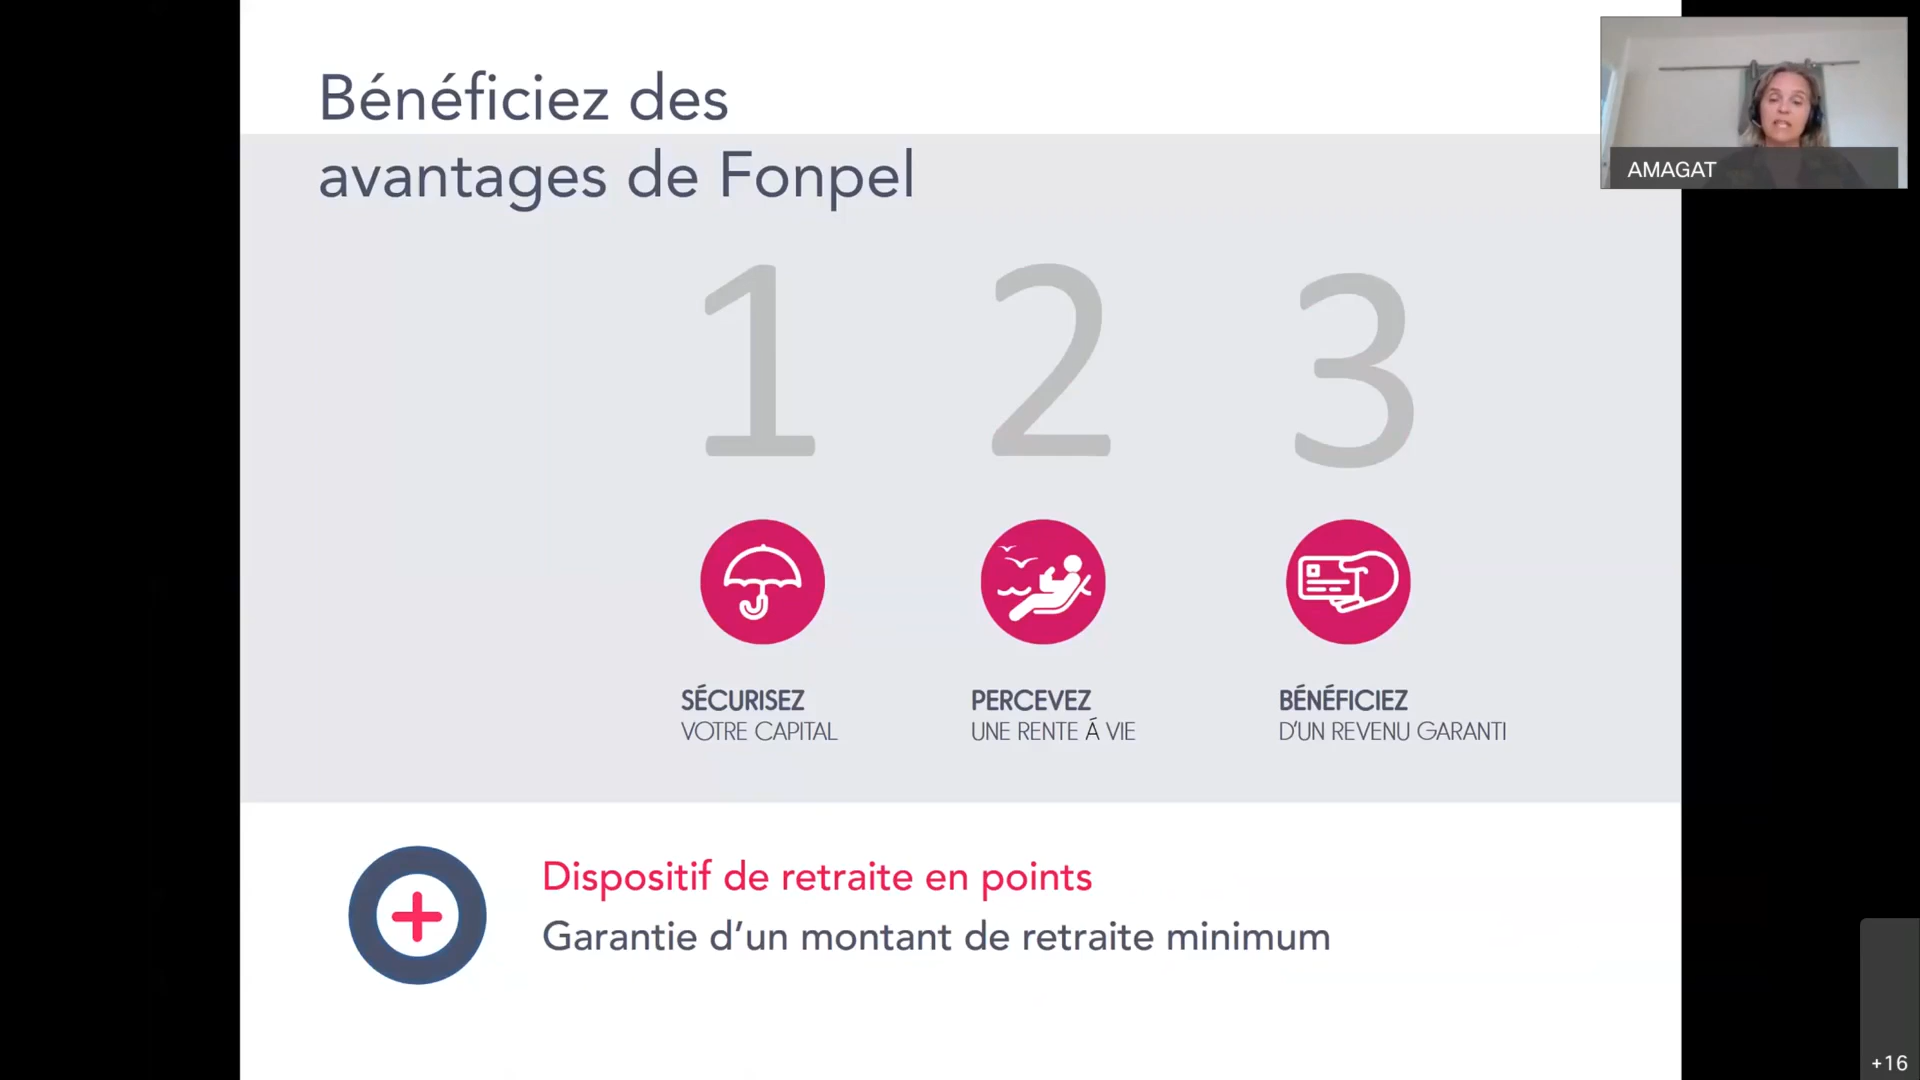 Bénéficiez des
avantages de Fonpel
AMAGAT
1 2 3
SÉCURISEZ
VOTRE CAPITAL
PERCEVEZ
UNE RENTE Á VIE
BÉNÉFICIEZ
D'UN REVENU GARANTI
Dispositif de retraite en points
Garantie d'un montant de retraite minimum
+16